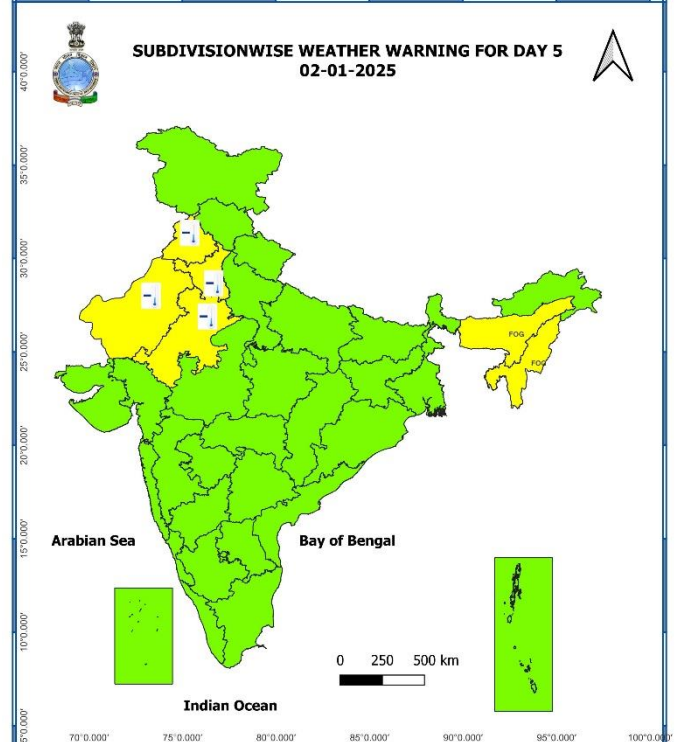 SUBDIVISIONWISE WEATHER WARNING FOR DAY 5
02-01-2025
40°0.000'
35°0.000'
30°0.000'
25°0.000'
20°0.000'
15°0.000'
10°0.000'
5°0.000'
FOG
FOG
Arabian Sea
Bay of Bengal
0 250 500 km
Indian Ocean
70°0.000' 75°0.000' 80°0.000' 85°0.000' 90°0.000' 95°0.000' 100°0.000'